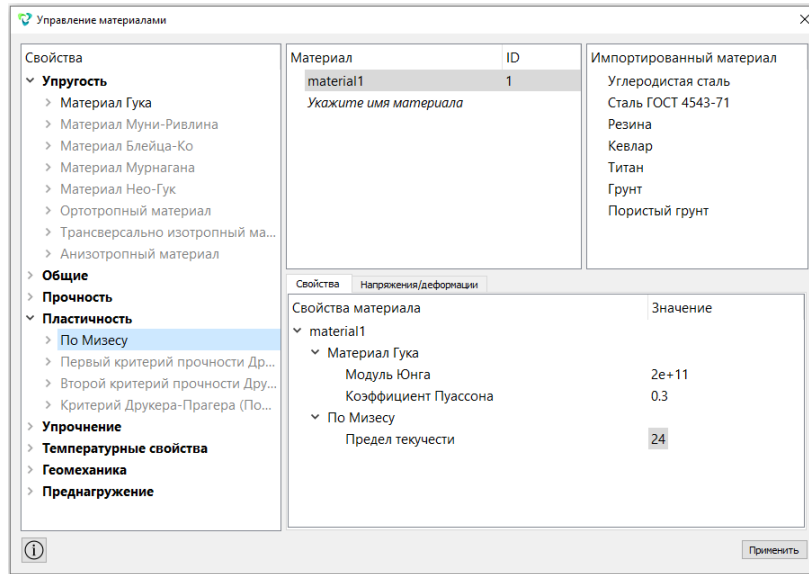 Управление материалами
Свойства
Упругость
Материал Гука
Материал Муни-Ривлина
Материал Блейца-Ко
Материал Мурнагана
Материал Нео-Гук
Ортотропный материал
Трансверсально изотропный ма...
Анизотропный материал
Общие
Прочность
Пластичность
По Мизесу
Первый критерий прочности Др...
Второй критерий прочности Дру...
Критерий Друкера-Прагера (По...
Упрочнение
Температурные свойства
Геомеханика
Преднагружение
Материал ID
material1 1
Укажите имя материала
Импортированный материал
Углеродистая сталь
Сталь ГОСТ 4543-71
Резина
Кевлар
Титан
Грунт
Пористый грунт
Свойства Напряжения/деформации
Свойства материала Значение
material1
Материал Гука
Модуль Юнга 2e+11
Коэффициент Пуассона 0.3
По Мизесу
Предел текучести 24
Применить